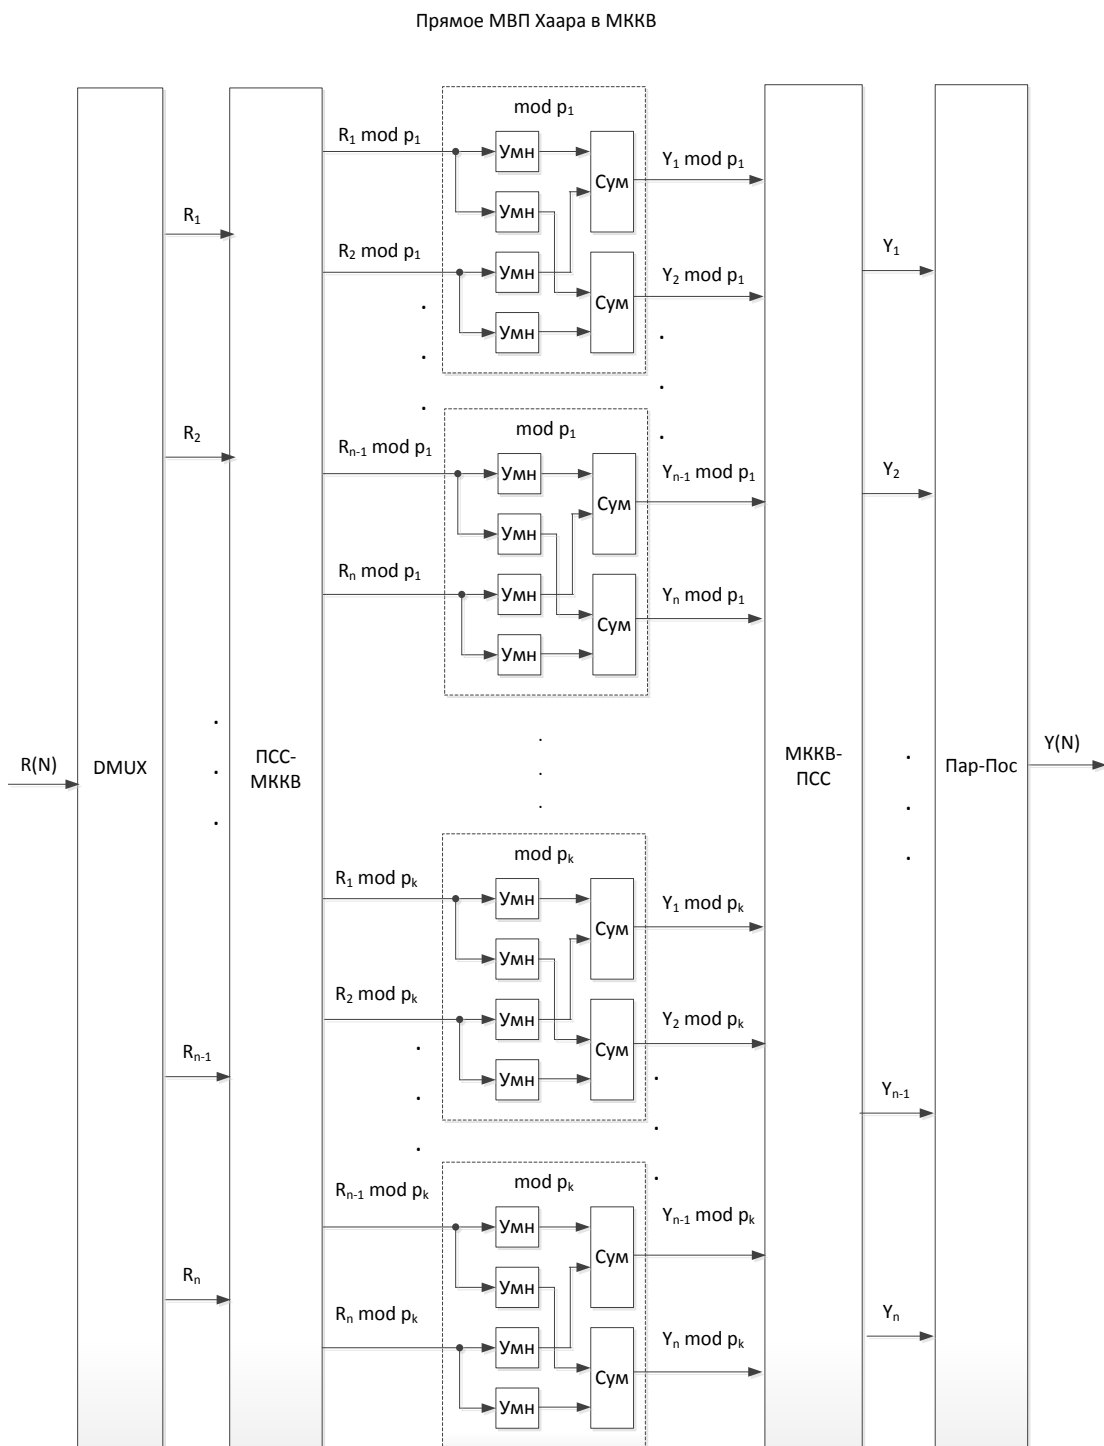 Прямое МВП Хаара в МККВ
R(N)
DMUX
R₁
R₂
Rₙ₋₁
Rₙ
ПСС-
МККВ
R₁ mod p₁
R₂ mod p₁
mod p₁
Умн
Умн
Умн
Умн
Сум
Сум
Y₁ mod p₁
Y₂ mod p₁
Rₙ₋₁ mod p₁
Rₙ mod p₁
mod p₁
Умн
Умн
Умн
Умн
Сум
Сум
Yₙ₋₁ mod p₁
Yₙ mod p₁
R₁ mod pₖ
R₂ mod pₖ
mod pₖ
Умн
Умн
Умн
Умн
Сум
Сум
Y₁ mod pₖ
Y₂ mod pₖ
Rₙ₋₁ mod pₖ
Rₙ mod pₖ
mod pₖ
Умн
Умн
Умн
Умн
Сум
Сум
Yₙ₋₁ mod pₖ
Yₙ mod pₖ
МККВ-
ПСС
Y₁
Y₂
Yₙ₋₁
Yₙ
Пар-Пос
Y(N)